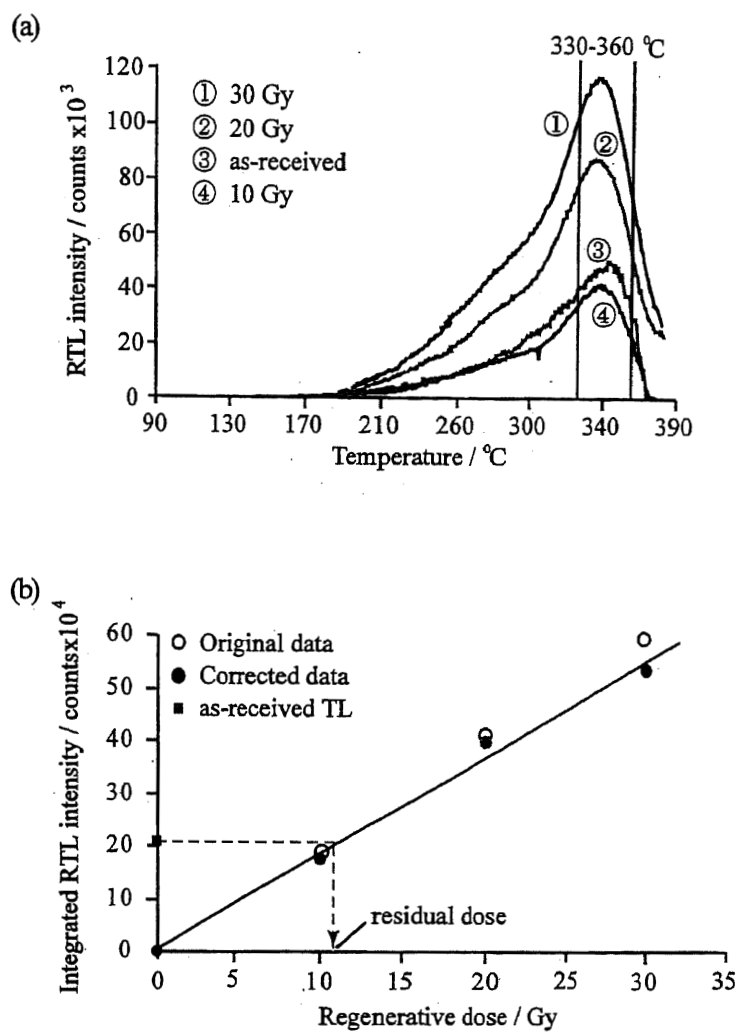 (a)
330-360 °C
120
100
80
60
40
20
0
RTL intensity / counts x10³
① 30 Gy
② 20 Gy
③ as-received
④ 10 Gy
①
②
③
④
90 130 170 210 260 300 340 390
Temperature / °C
(b)
60
50
40
30
20
10
0
Integrated RTL intensity / countsx10⁴
Original data
Corrected data
as-received TL
residual dose
0 5 10 15 20 25 30 35
Regenerative dose / Gy